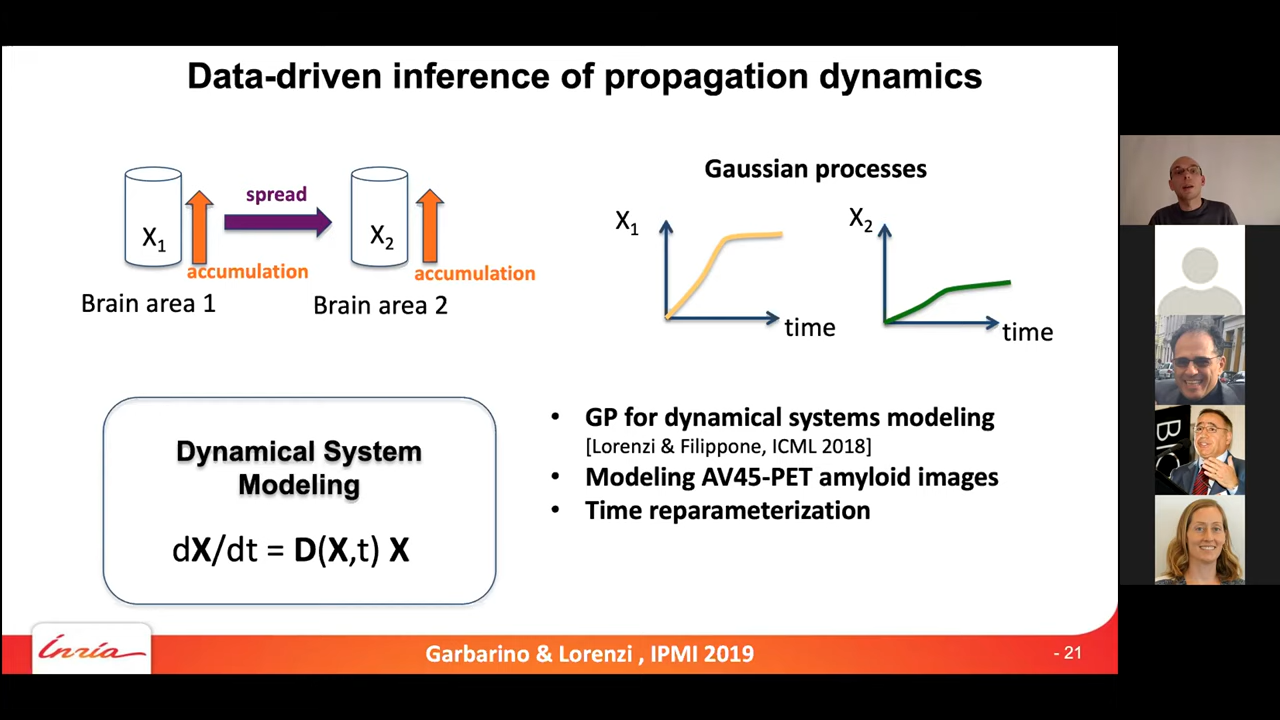 Data-driven inference of propagation dynamics
spread
X1
accumulation
Brain area 1
X2
accumulation
Brain area 2
Gaussian processes
X1
time
X2
time
Dynamical System
Modeling
dX/dt = D(X,t) X
• GP for dynamical systems modeling
[Lorenzi & Filippone, ICML 2018]
• Modeling AV45-PET amyloid images
• Time reparameterization
Inria
Garbarino & Lorenzi , IPMI 2019
- 21